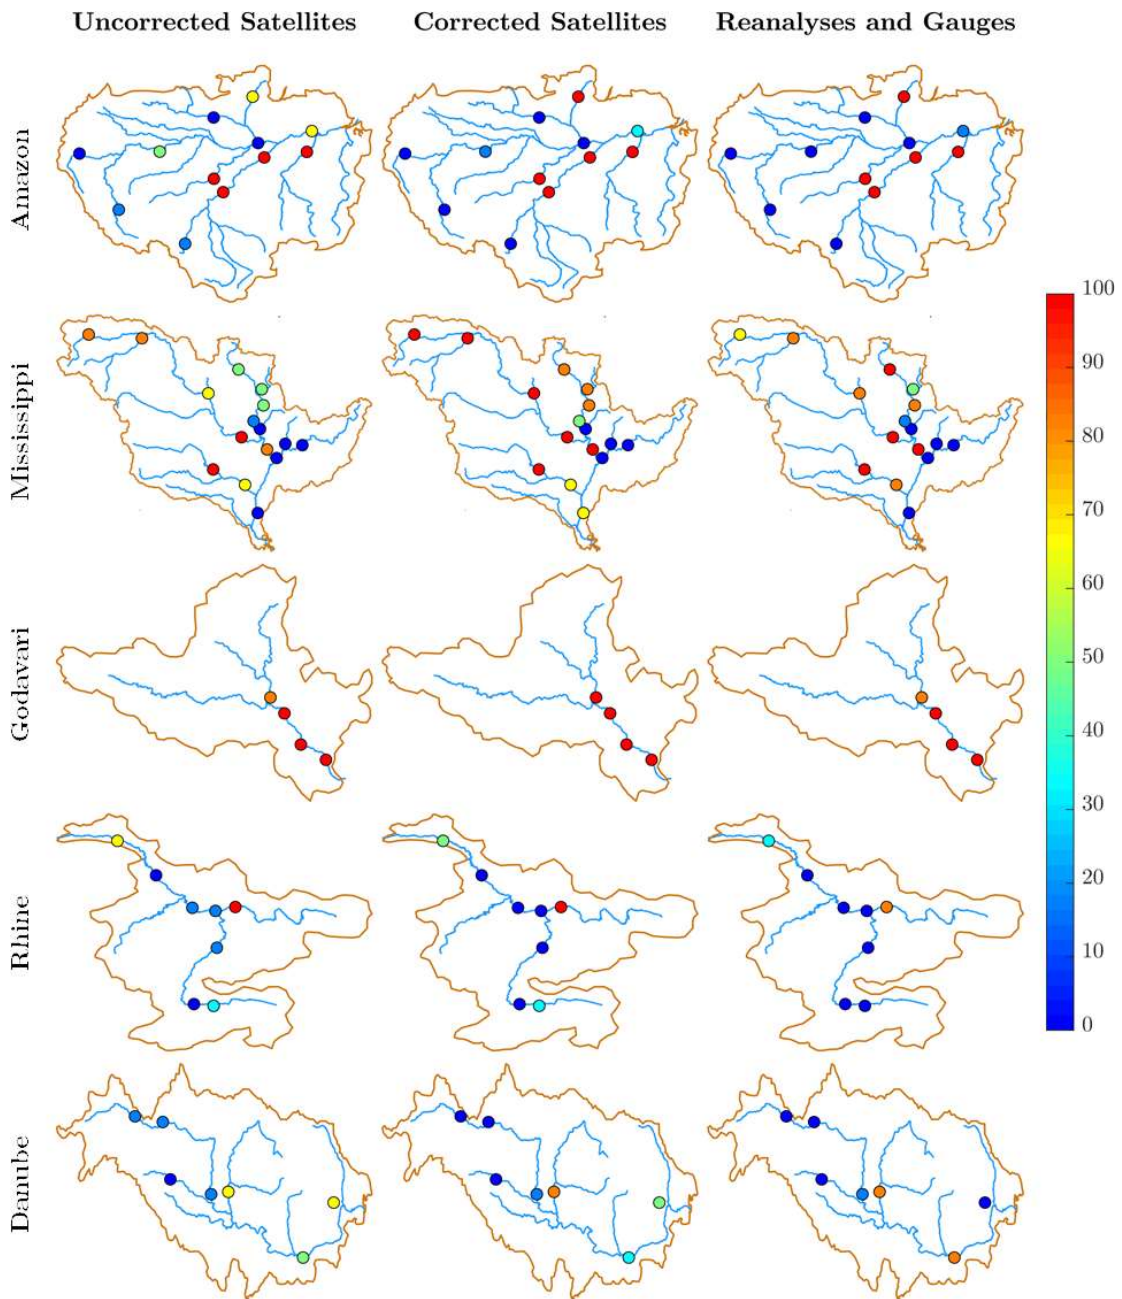 Uncorrected Satellites Corrected Satellites Reanalyses and Gauges
Amazon
Mississippi
Godavari
Rhine
Danube
100
90
80
70
60
50
40
30
20
10
0